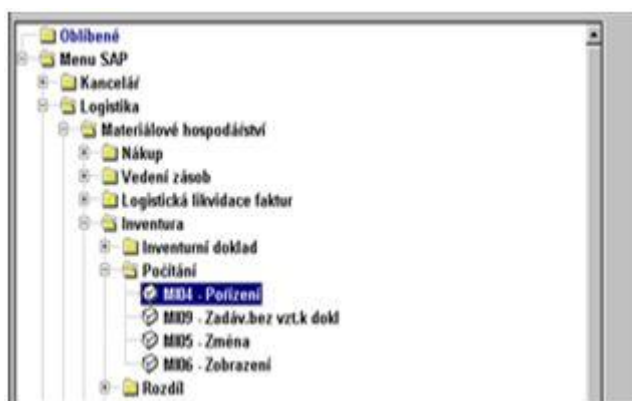 Oblíbené
Menu SAP
Kancelář
Logistika
Materiálové hospodářství
Nákup
Vedení zásob
Logistická likvidace faktur
Inventura
Inventurní doklad
Počítání
MI04 - Pořízení
MI09 - Zadáv.bez vzt.k dokl
MI05 - Změna
MI06 - Zobrazení
Rozdíl